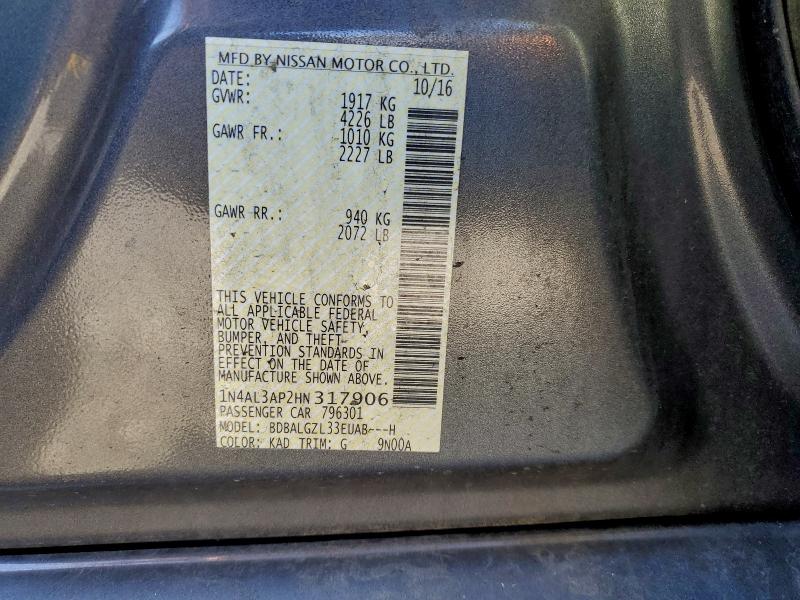 MFD BY NISSAN MOTOR CO., LTD.
DATE: 10/16
GVWR: 1917 KG
4226 LB
GAWR FR.: 1010 KG
2227 LB
GAWR RR.: 940 KG
2072 LB
THIS VEHICLE CONFORMS TO
ALL APPLICABLE FEDERAL
MOTOR VEHICLE SAFETY,
BUMPER, AND THEFT
PREVENTION STANDARDS IN
EFFECT ON THE DATE OF
MANUFACTURE SHOWN ABOVE.
1N4AL3AP2HN 317906
PASSENGER CAR 796301
MODEL: BDBALGZL33EUAB---H
COLOR: KAD TRIM: G 9N00A